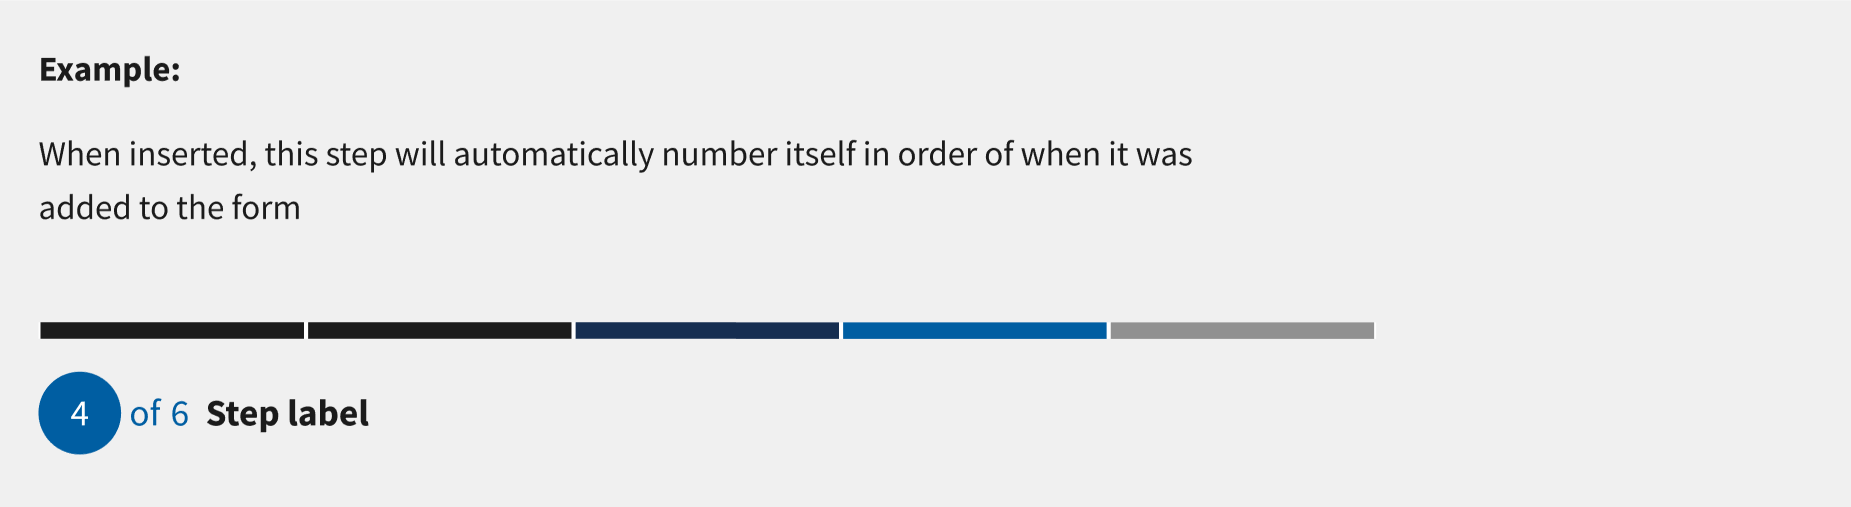 Example:
When inserted, this step will automatically number itself in order of when it was
added to the form
4 of 6 Step label